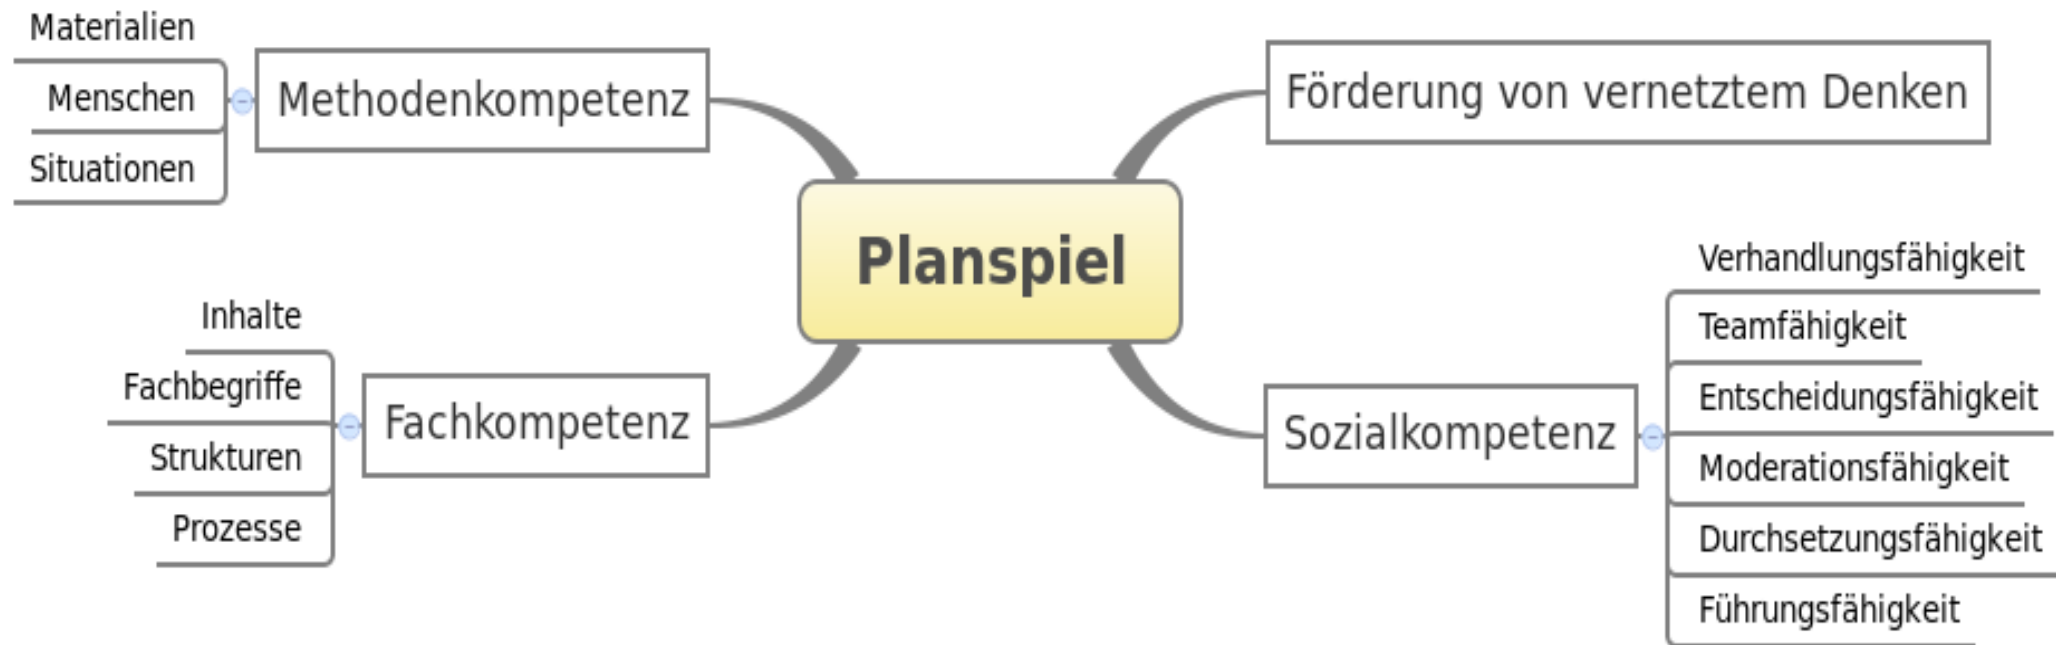 Materialien
Menschen
Situationen
Methodenkompetenz
Förderung von vernetztem Denken
Planspiel
Inhalte
Fachbegriffe
Strukturen
Prozesse
Fachkompetenz
Sozialkompetenz
Verhandlungsfähigkeit
Teamfähigkeit
Entscheidungsfähigkeit
Moderationsfähigkeit
Durchsetzungsfähigkeit
Führungsfähigkeit